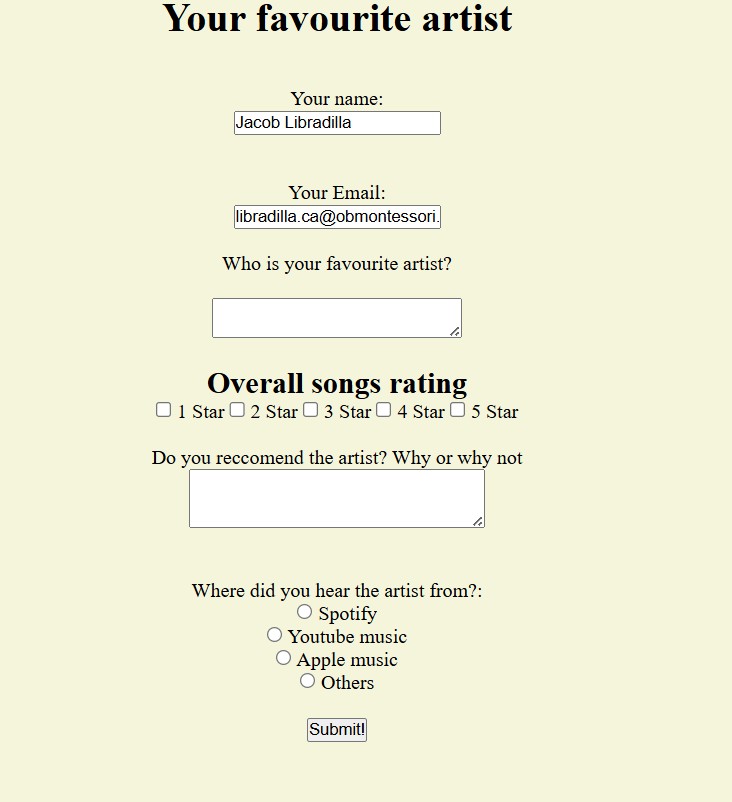 Your favourite artist
Your name:
Jacob Libradilla
Your Email:
libradilla.ca@obmontessori.
Who is your favourite artist?
Overall songs rating
1 Star 2 Star 3 Star 4 Star 5 Star
Do you reccomend the artist? Why or why not
Where did you hear the artist from?:
Spotify
Youtube music
Apple music
Others
Submit!